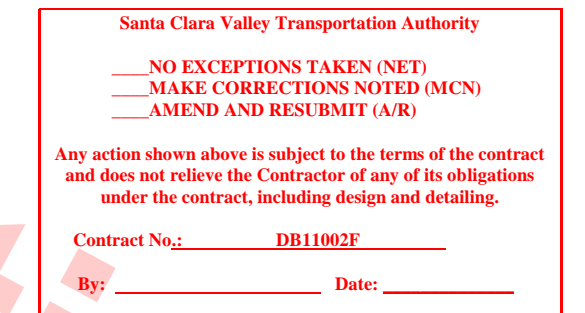 Santa Clara Valley Transportation Authority
____NO EXCEPTIONS TAKEN (NET)
____MAKE CORRECTIONS NOTED (MCN)
____AMEND AND RESUBMIT (A/R)
Any action shown above is subject to the terms of the contract
and does not relieve the Contractor of any of its obligations
under the contract, including design and detailing.
Contract No.: DB11002F
By: ____________________ Date: ______________